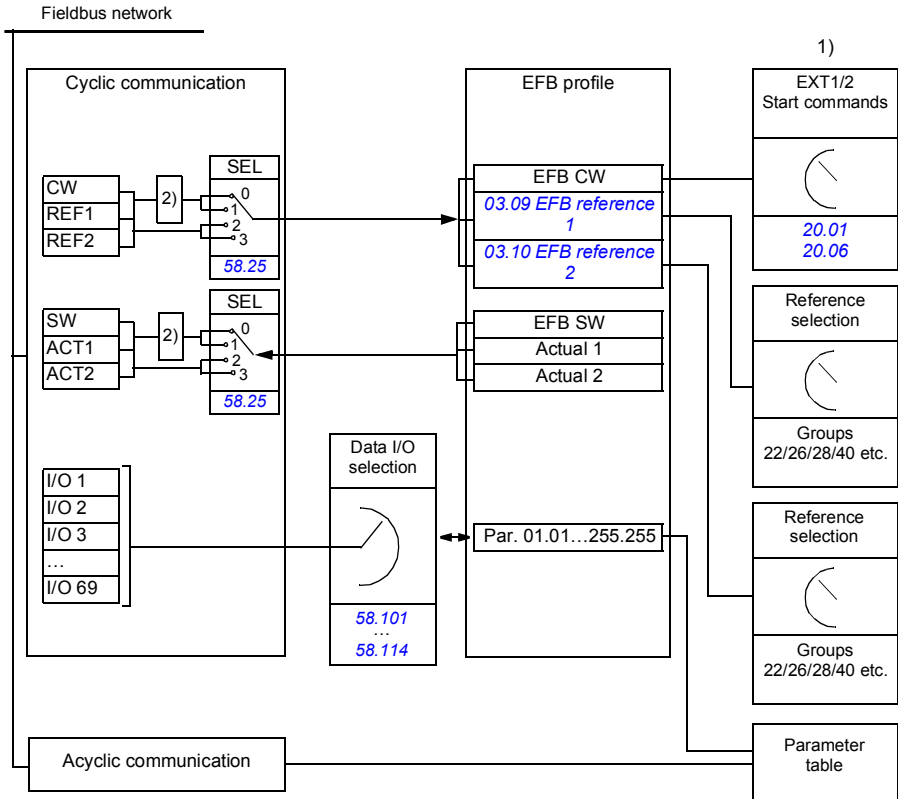 Fieldbus network
1)
Cyclic communication
EFB profile
EXT1/2
Start commands
CW
REF1
REF2
2)
SEL
0
1
2
3
58.25
EFB CW
03.09 EFB reference
1
03.10 EFB reference
2
20.01
20.06
SW
ACT1
ACT2
2)
SEL
0
1
2
3
58.25
EFB SW
Actual 1
Actual 2
Reference
selection
Groups
22/26/28/40 etc.
I/O 1
I/O 2
I/O 3
…
I/O 69
Data I/O
selection
58.101
…
58.114
Par. 01.01…255.255
Reference
selection
Groups
22/26/28/40 etc.
Acyclic communication
Parameter
table